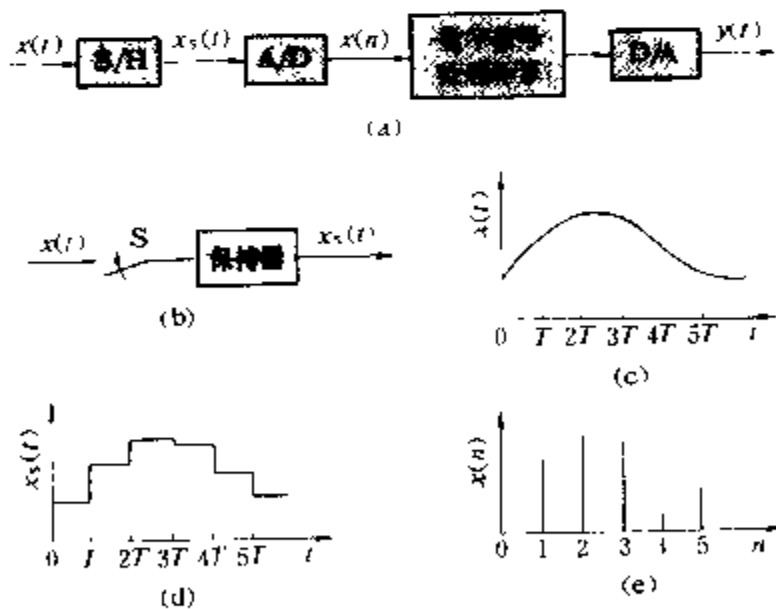 x(t) S/H x_s(t) A/D x(n) D/A y(t)
(a)
x(t) S 保持器 x_s(t)
(b)
x(t)
0 T 2T 3T 4T 5T t
(c)
x_s(t)
0 T 2T 3T 4T 5T t
(d)
x(n)
0 1 2 3 4 5 n
(e)